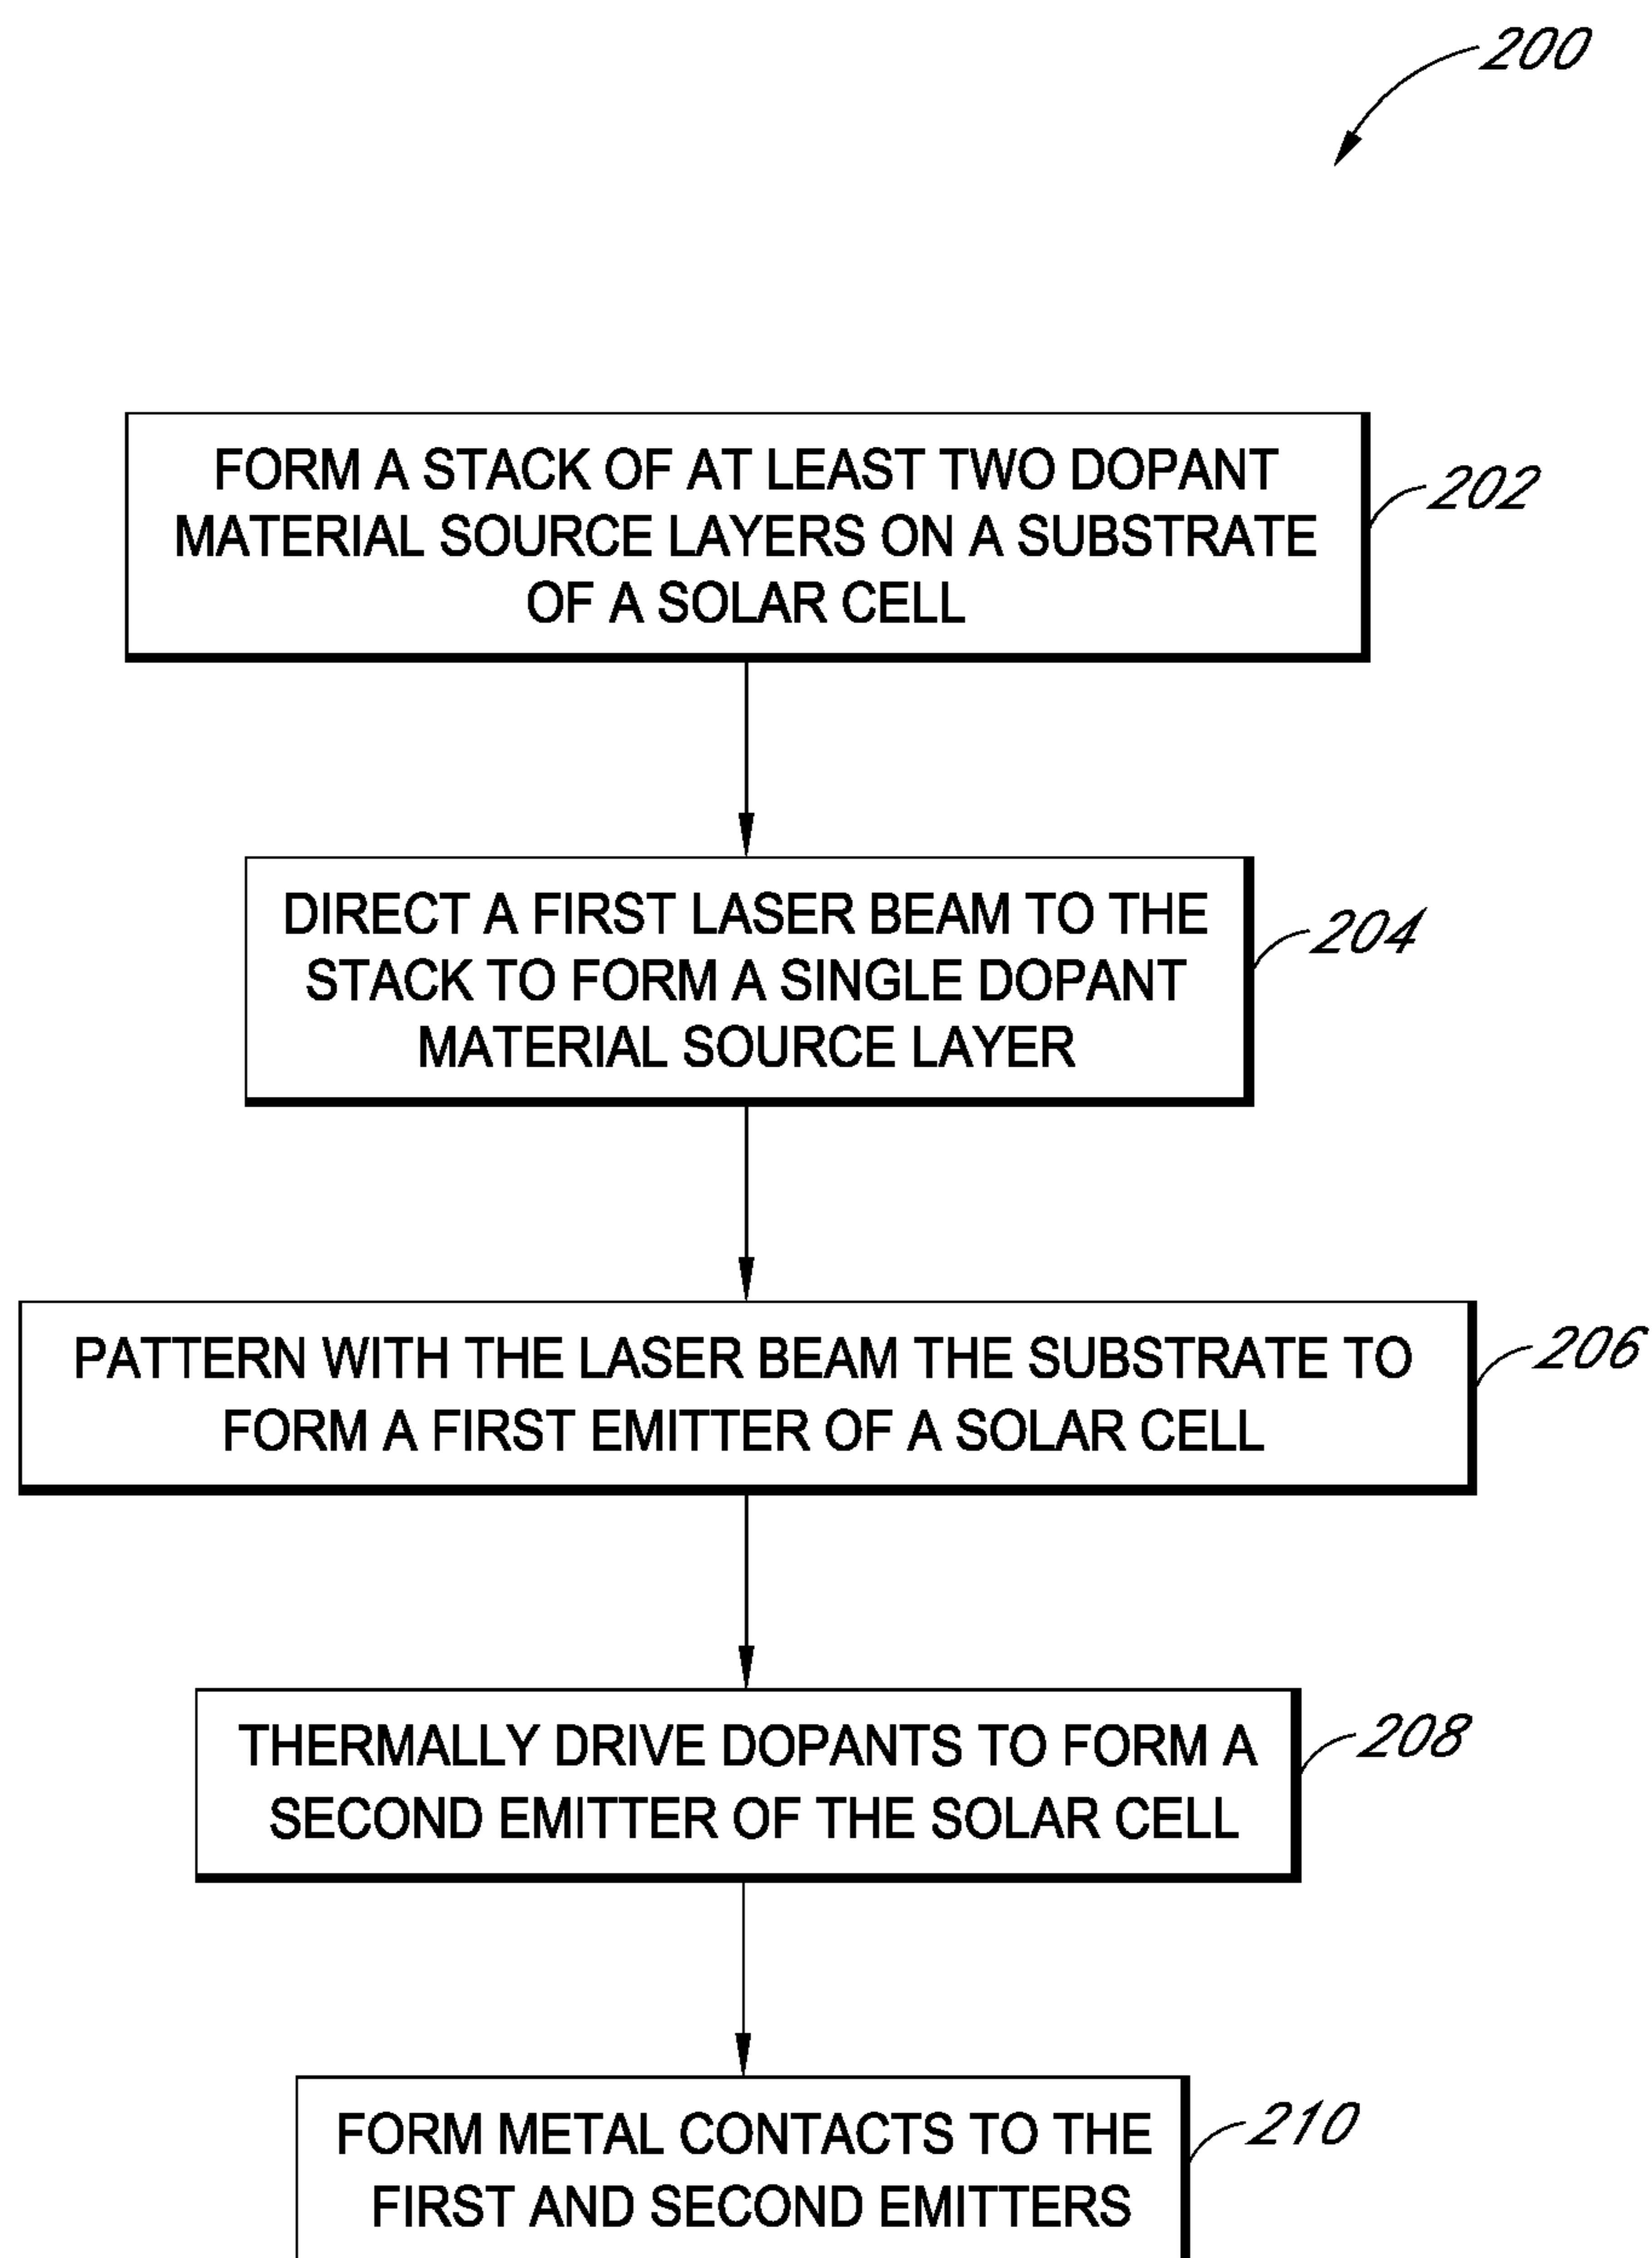 200
FORM A STACK OF AT LEAST TWO DOPANT
MATERIAL SOURCE LAYERS ON A SUBSTRATE
OF A SOLAR CELL
202
DIRECT A FIRST LASER BEAM TO THE
STACK TO FORM A SINGLE DOPANT
MATERIAL SOURCE LAYER
204
PATTERN WITH THE LASER BEAM THE SUBSTRATE TO
FORM A FIRST EMITTER OF A SOLAR CELL
206
THERMALLY DRIVE DOPANTS TO FORM A
SECOND EMITTER OF THE SOLAR CELL
208
FORM METAL CONTACTS TO THE
FIRST AND SECOND EMITTERS
210